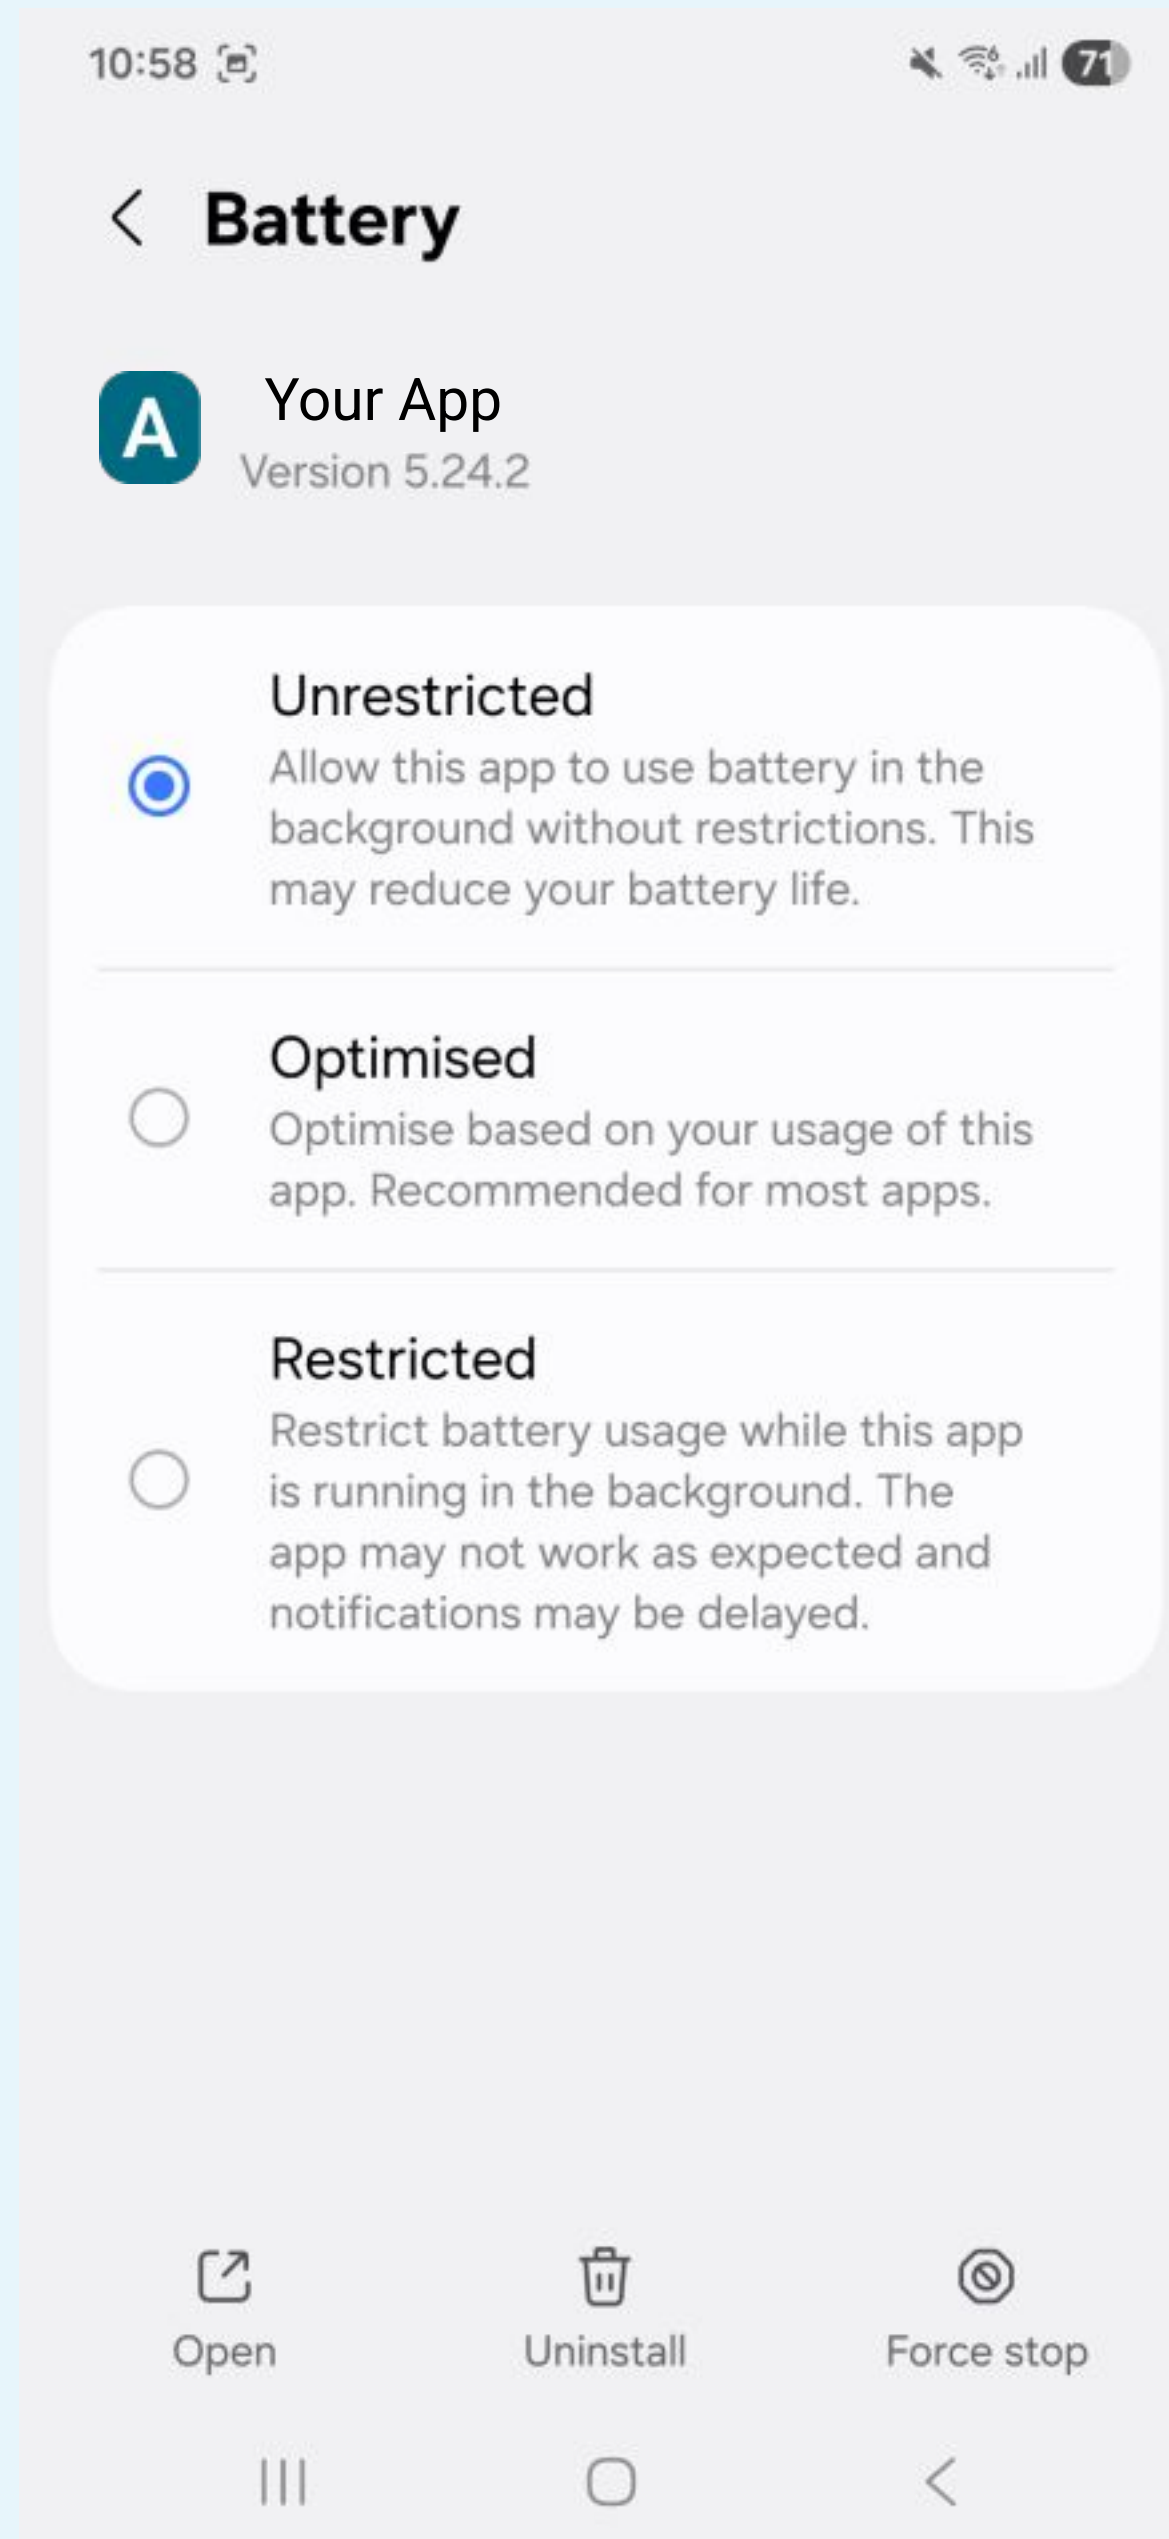 10:58
71
Battery
A
Your App
Version 5.24.2
Unrestricted
Allow this app to use battery in the
background without restrictions. This
may reduce your battery life.
Optimised
Optimise based on your usage of this
app. Recommended for most apps.
Restricted
Restrict battery usage while this app
is running in the background. The
app may not work as expected and
notifications may be delayed.
Open
Uninstall
Force stop